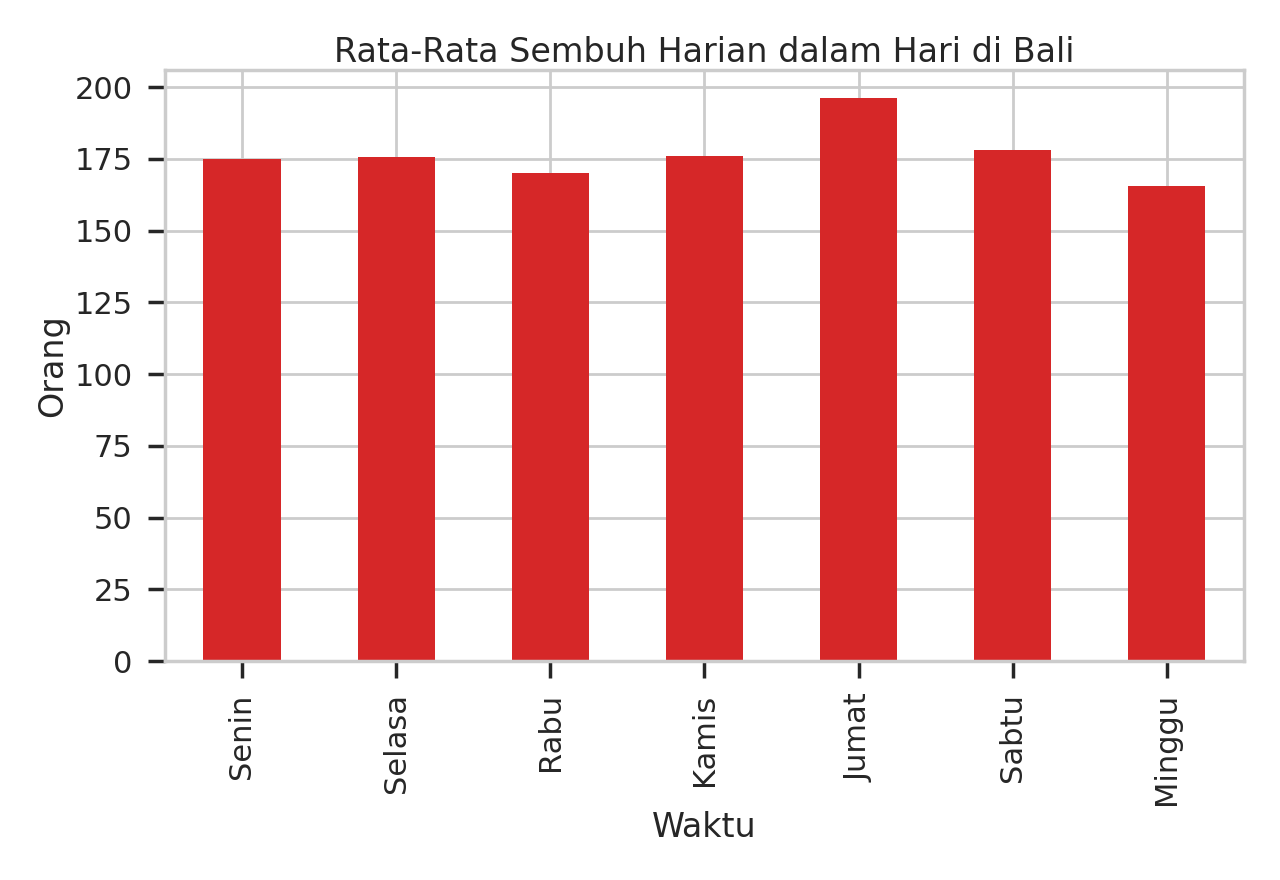 Rata-Rata Sembuh Harian dalam Hari di Bali
200
175
150
125
100
75
50
25
0
Orang
Senin
Selasa
Rabu
Kamis
Jumat
Sabtu
Minggu
Waktu